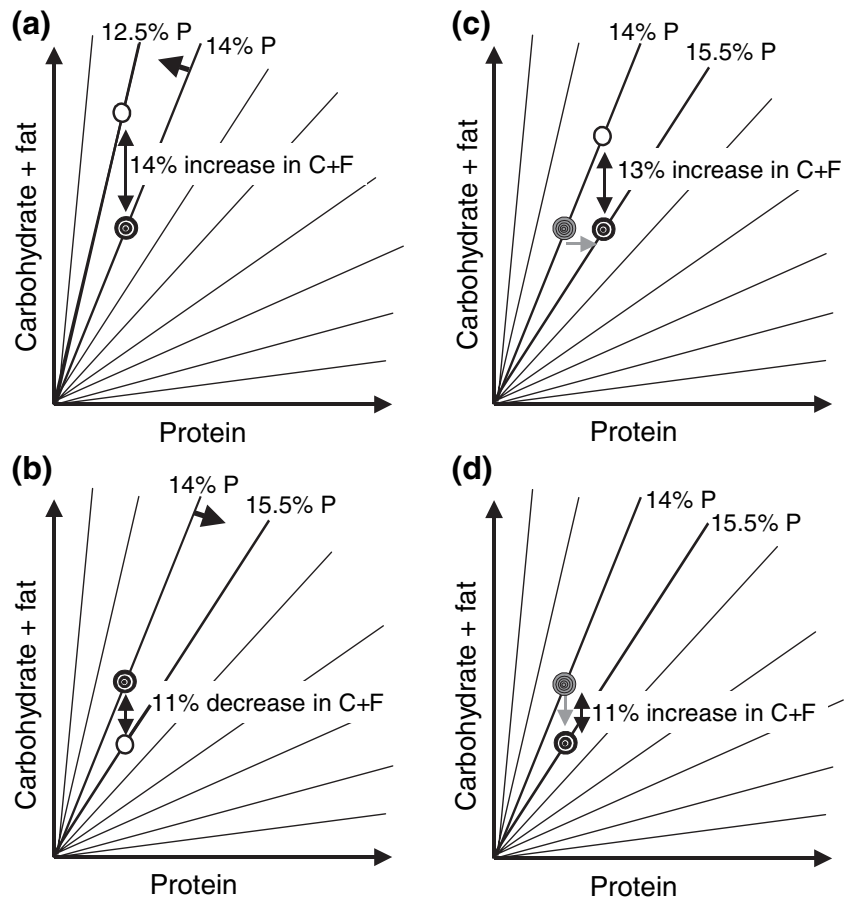 (a)
12.5% P
14% P
14% increase in C+F
Carbohydrate + fat
Protein
(b)
14% P
15.5% P
11% decrease in C+F
Carbohydrate + fat
Protein
(c)
14% P
15.5% P
13% increase in C+F
Carbohydrate + fat
Protein
(d)
14% P
15.5% P
11% increase in C+F
Carbohydrate + fat
Protein